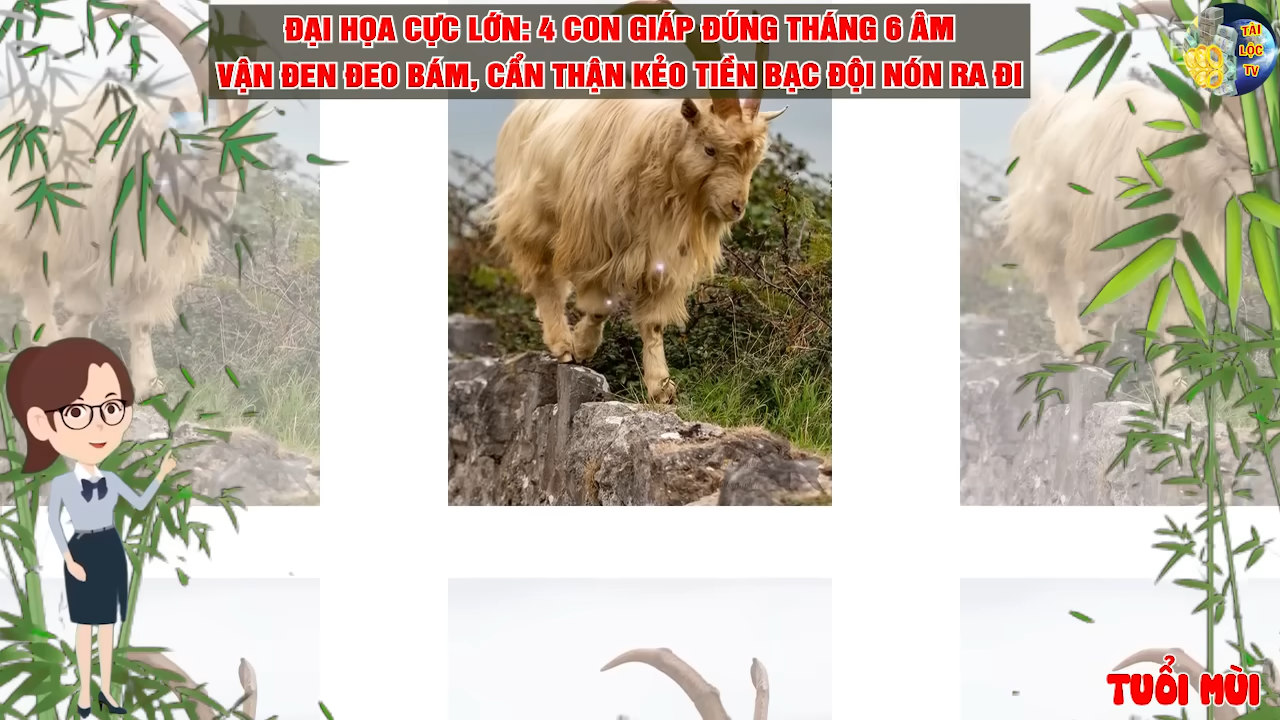 ĐẠI HỌA CỰC LỚN: 4 CON GIÁP ĐÚNG THÁNG 6 ÂM
VẬN ĐEN ĐEO BÁM, CẨN THẬN KẺO TIỀN BẠC ĐỘI NÓN RA ĐI
TÀI
LỘC
TV
TUỔI MÙI